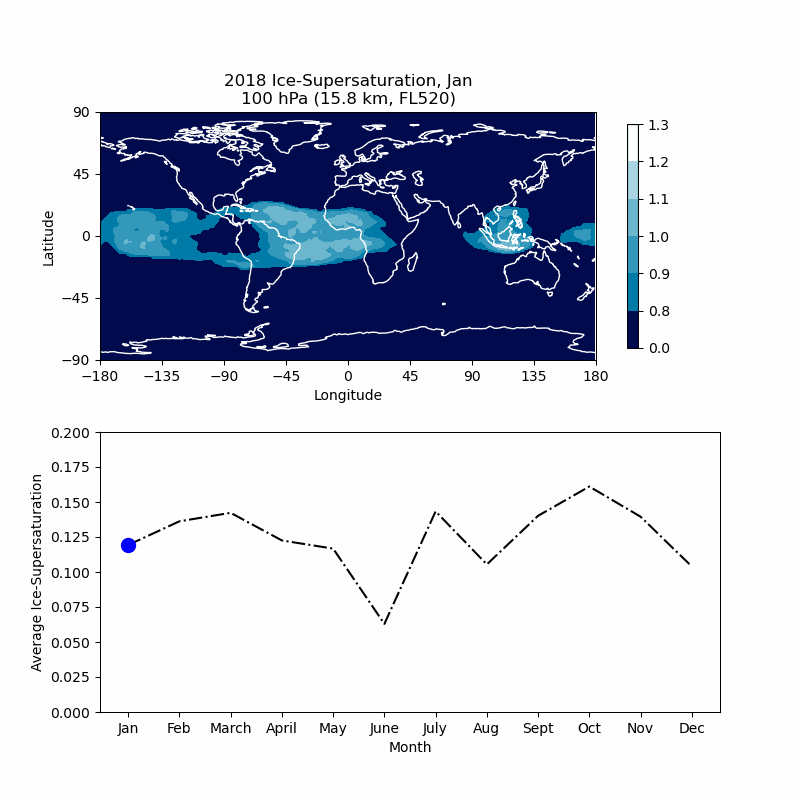 2018 Ice-Supersaturation, Jan
100 hPa (15.8 km, FL520)
90
45
0
−45
−90
Latitude
−180 −135 −90 −45 0 45 90 135 180
Longitude
1.3
1.2
1.1
1.0
0.9
0.8
0.0
0.200
0.175
0.150
0.125
0.100
0.075
0.050
0.025
0.000
Average Ice-Supersaturation
Jan Feb March April May June July Aug Sept Oct Nov Dec
Month